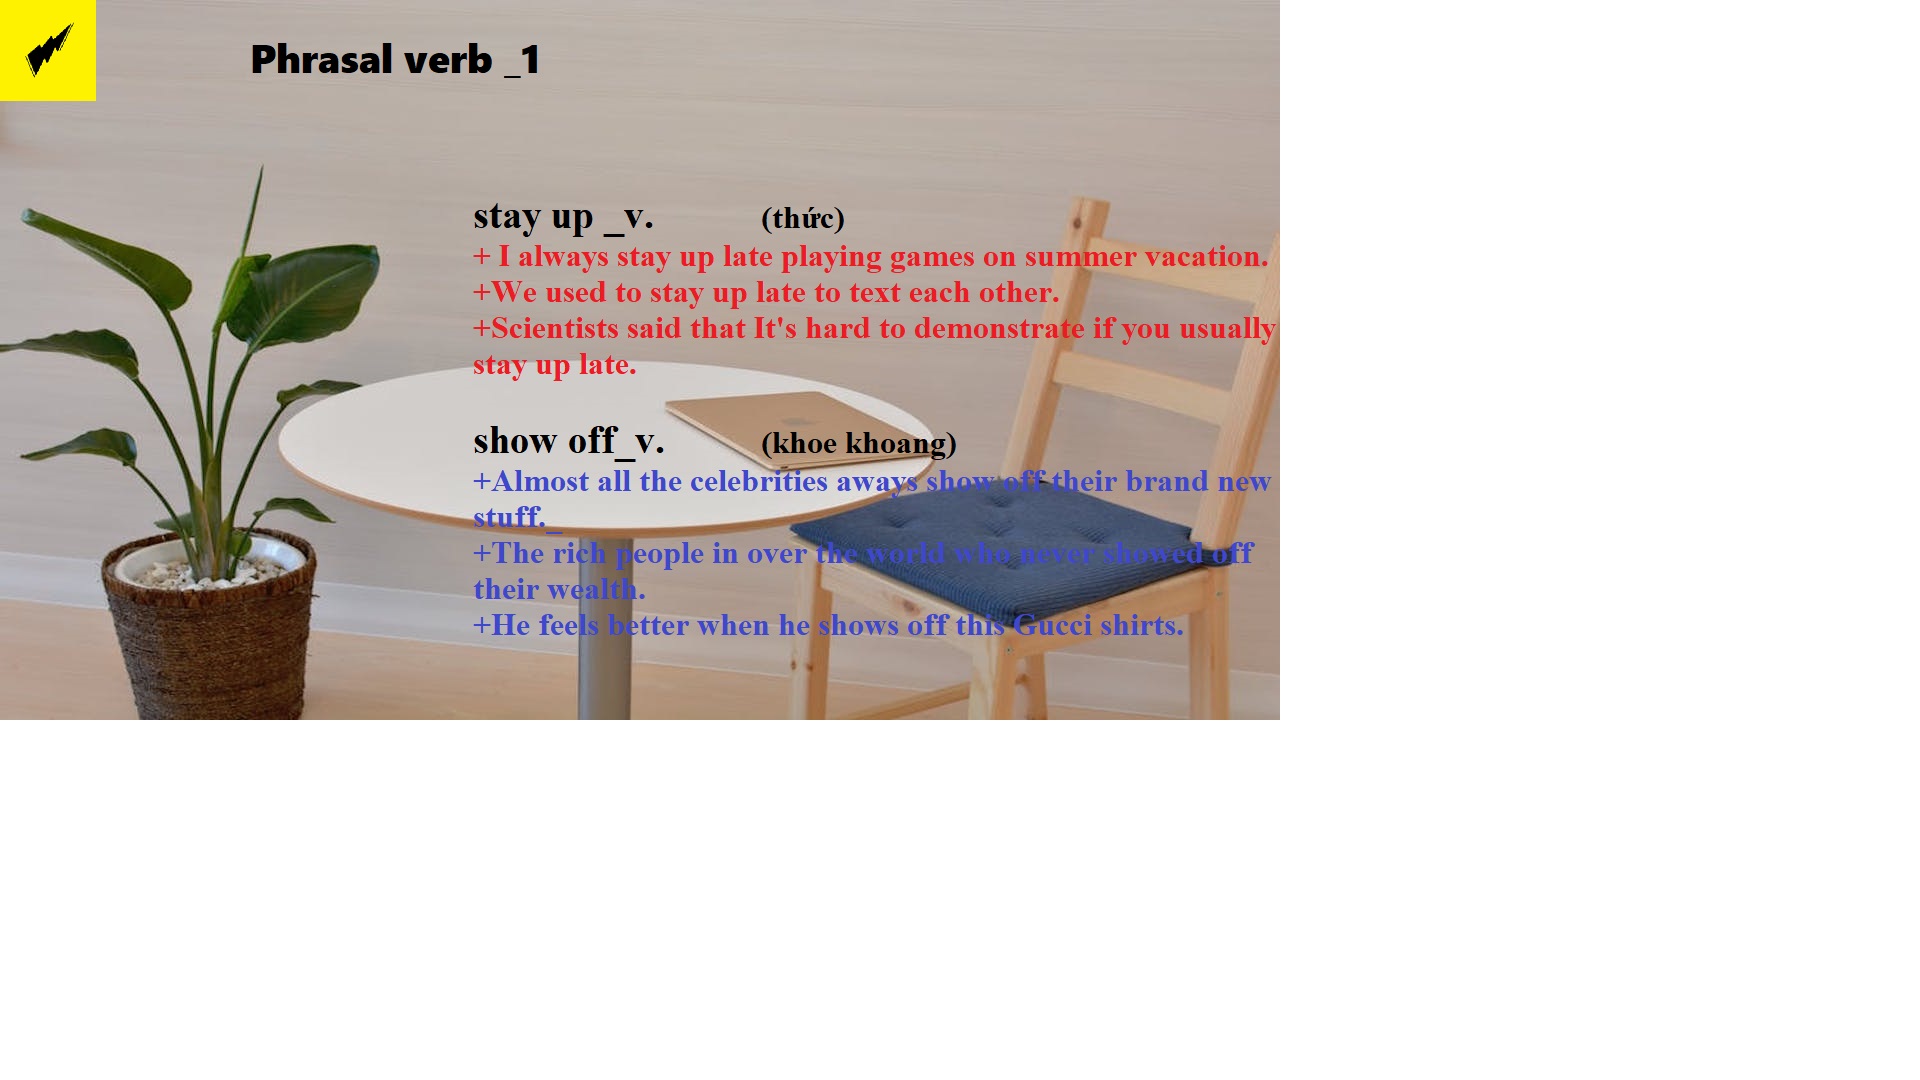 Phrasal verb _1
stay up _v. (thức)
+ I always stay up late playing games on summer vacation.
+We used to stay up late to text each other.
+Scientists said that It's hard to demonstrate if you usually
stay up late.
show off_v. (khoe khoang)
+Almost all the celebrities aways show off their brand new
stuff._
+The rich people in over the world who never showed off
their wealth.
+He feels better when he shows off this Gucci shirts.